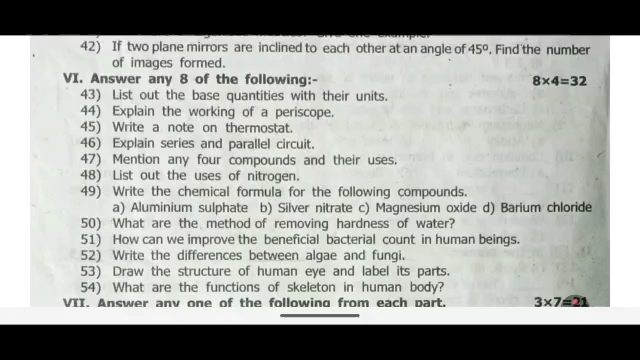 42) If two plane mirrors are inclined to each other at an angle of 45º. Find the number
of images formed.
VI. Answer any 8 of the following:- 8×4=32
43) List out the base quantities with their units.
44) Explain the working of a periscope.
45) Write a note on thermostat.
46) Explain series and parallel circuit.
47) Mention any four compounds and their uses.
48) List out the uses of nitrogen.
49) Write the chemical formula for the following compounds.
a) Aluminium sulphate b) Silver nitrate c) Magnesium oxide d) Barium chloride
50) What are the method of removing hardness of water?
51) How can we improve the beneficial bacterial count in human beings.
52) Write the differences between algae and fungi.
53) Draw the structure of human eye and label its parts.
54) What are the functions of skeleton in human body?
VII. Answer any one of the following from each part. 3×7=21